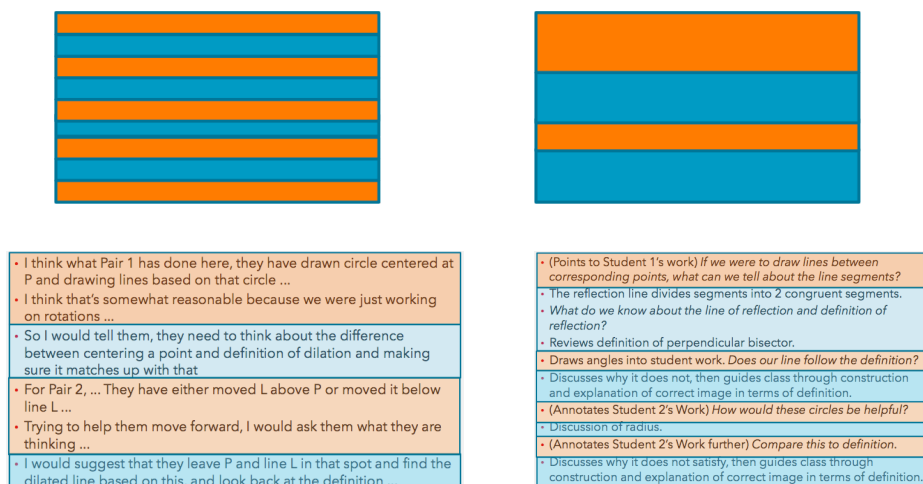 • I think what Pair 1 has done here, they have drawn circle centered at
P and drawing lines based on that circle ...
• I think that's somewhat reasonable because we were just working
on rotations ...
• So I would tell them, they need to think about the difference
between centering a point and definition of dilation and making
sure it matches up with that
• For Pair 2, ... They have either moved L above P or moved it below
line L ...
• Trying to help them move forward, I would ask them what they are
thinking ...
• I would suggest that they leave P and line L in that spot and find the
dilated line based on this, and look back at the definition ...
• (Points to Student 1's work) If we were to draw lines between
corresponding points, what can we tell about the line segments?
• The reflection line divides segments into 2 congruent segments.
• What do we know about the line of reflection and definition of
reflection?
• Reviews definition of perpendicular bisector.
• Draws angles into student work. Does our line follow the definition?
• Discusses why it does not, then guides class through construction
and explanation of correct image in terms of definition.
• (Annotates Student 2's Work) How would these circles be helpful?
• Discussion of radius.
• (Annotates Student 2's Work further) Compare this to definition.
• Discusses why it does not satisfy, then guides class through
construction and explanation of correct image in terms of definition.